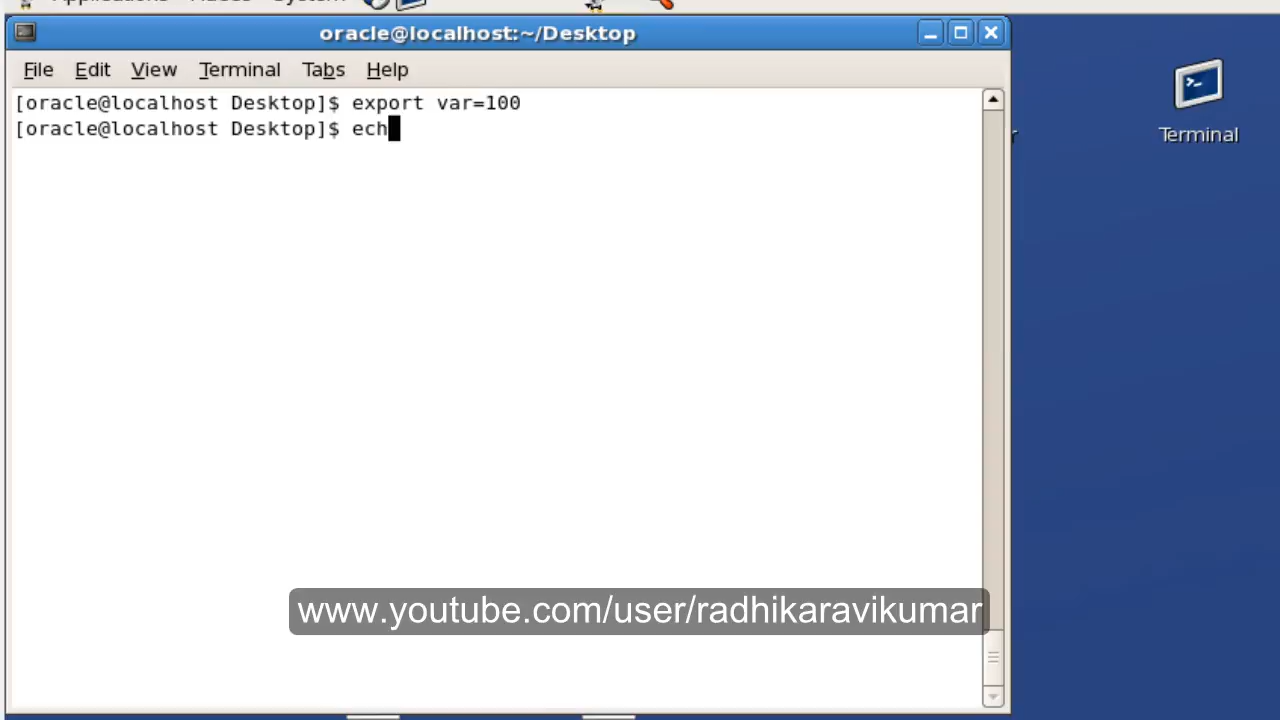 oracle@localhost:~/Desktop
File Edit View Terminal Tabs Help
[oracle@localhost Desktop]$ export var=100
[oracle@localhost Desktop]$ ech
Terminal
www.youtube.com/user/radhikaravikumar